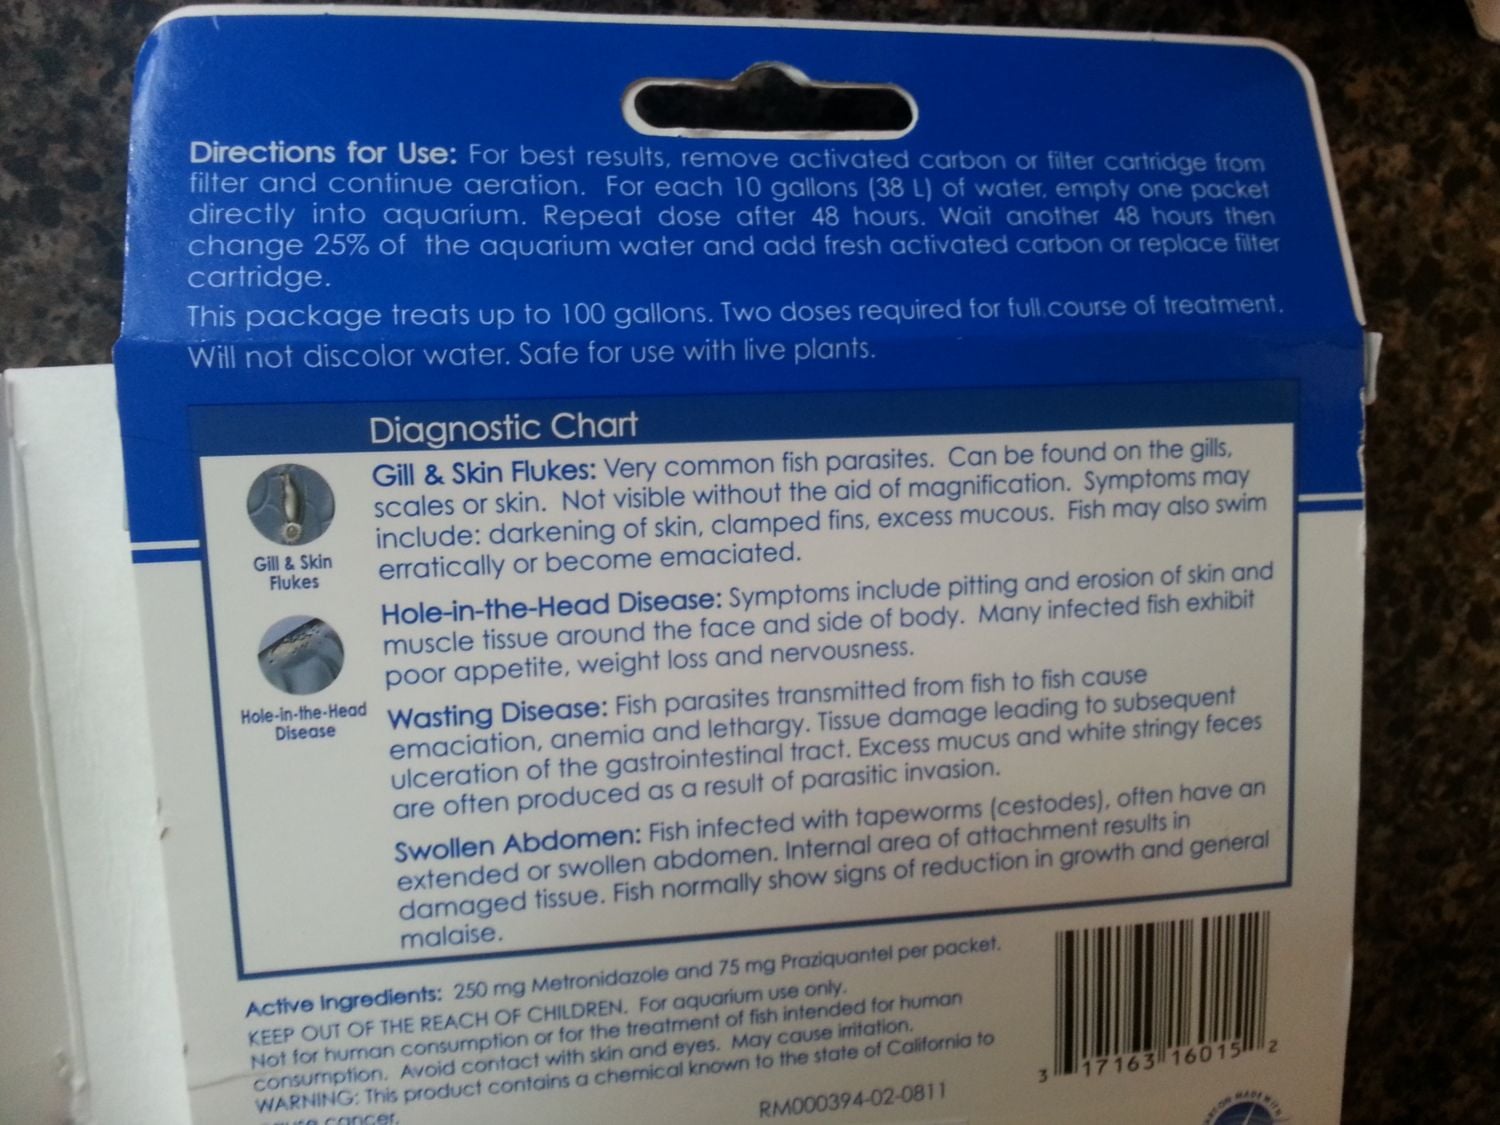 Directions for Use: For best results, remove activated carbon or filter cartridge from
filter and continue aeration. For each 10 gallons (38 L) of water, empty one packet
directly into aquarium. Repeat dose after 48 hours. Wait another 48 hours then
change 25% of the aquarium water and add fresh activated carbon or replace filter
cartridge.
This package treats up to 100 gallons. Two doses required for full course of treatment.
Will not discolor water. Safe for use with live plants.
Diagnostic Chart
Gill & Skin Flukes: Very common fish parasites. Can be found on the gills,
scales or skin. Not visible without the aid of magnification. Symptoms may
include: darkening of skin, clamped fins, excess mucous. Fish may also swim
erratically or become emaciated.
Gill & Skin
Flukes
Hole-in-the-Head Disease: Symptoms include pitting and erosion of skin and
muscle tissue around the face and side of body. Many infected fish exhibit
poor appetite, weight loss and nervousness.
Hole-in-the-Head
Disease
Wasting Disease: Fish parasites transmitted from fish to fish cause
emaciation, anemia and lethargy. Tissue damage leading to subsequent
ulceration of the gastrointestinal tract. Excess mucus and white stringy feces
are often produced as a result of parasitic invasion.
Swollen Abdomen: Fish infected with tapeworms (cestodes), often have an
extended or swollen abdomen. Internal area of attachment results in
damaged tissue. Fish normally show signs of reduction in growth and general
malaise.
Active Ingredients: 250 mg Metronidazole and 75 mg Praziquantel per packet.
KEEP OUT OF THE REACH OF CHILDREN. For aquarium use only.
Not for human consumption or for the treatment of fish intended for human
consumption. Avoid contact with skin and eyes. May cause irritation.
WARNING: This product contains a chemical known to the state of California to
cancer.
RM000394-02-0811
3 17163 16015 2
MADE WITH